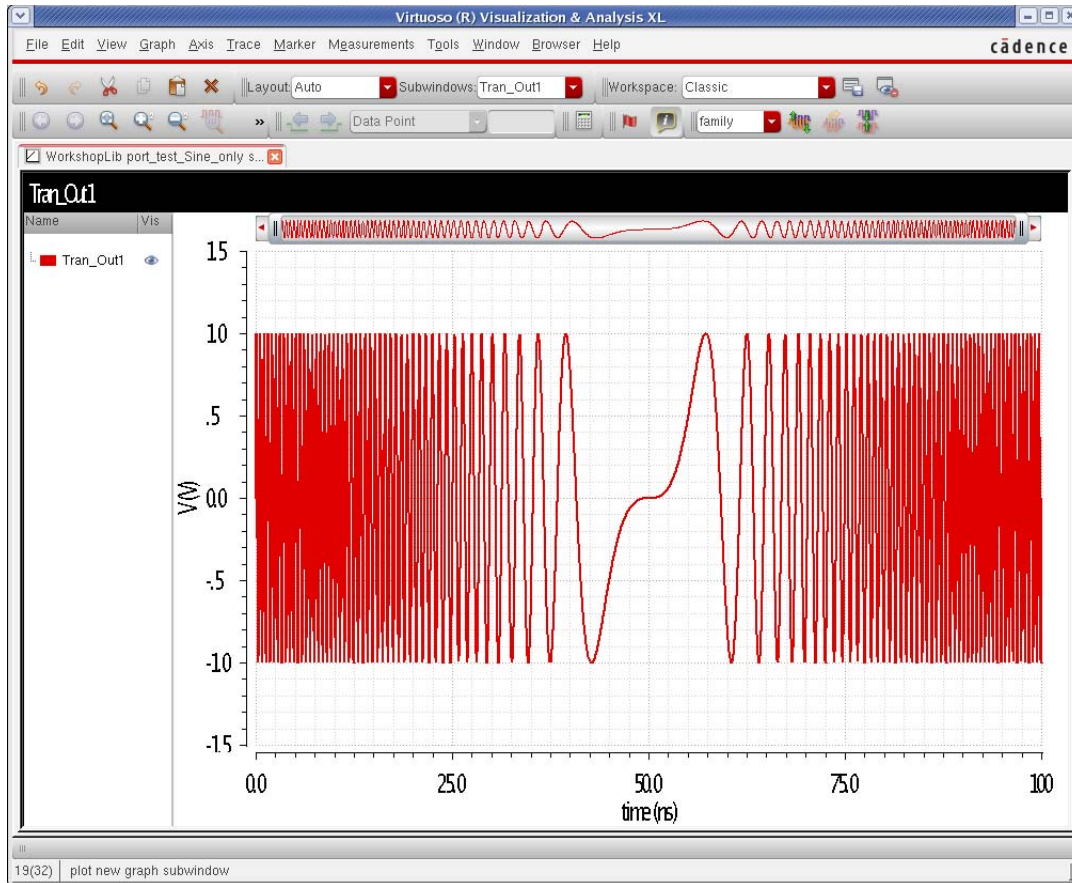 Virtuoso (R) Visualization & Analysis XL
File Edit View Graph Axis Trace Marker Measurements Tools Window Browser Help
cādence
Layout: Auto Subwindows: Tran_Out1 Workspace: Classic
» Data Point family
WorkshopLib port_test_Sine_only s...
Tran_Out1
Name Vis
Tran_Out1
15
10
.5
0.0
-.5
-10
-15
V (V)
0.0 25.0 50.0 75.0 100
time (ns)
19(32) plot new graph subwindow